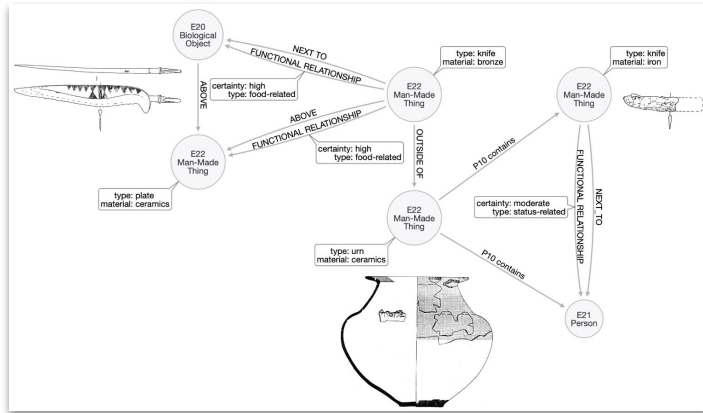 E20
Biological
Object
NEXT TO
FUNCTIONAL RELATIONSHIP
certainty: high
type: food-related
type: knife
material: bronze
E22
Man-Made
Thing
type: knife
material: iron
E22
Man-Made
Thing
ABOVE
ABOVE
FUNCTIONAL RELATIONSHIP
certainty: high
type: food-related
OUTSIDE OF
P10 contains
E22
Man-Made
Thing
type: plate
material: ceramics
E22
Man-Made
Thing
type: urn
material: ceramics
certainty: moderate
type: status-related
FUNCTIONAL RELATIONSHIP
NEXT_TO
P10 contains
E21
Person